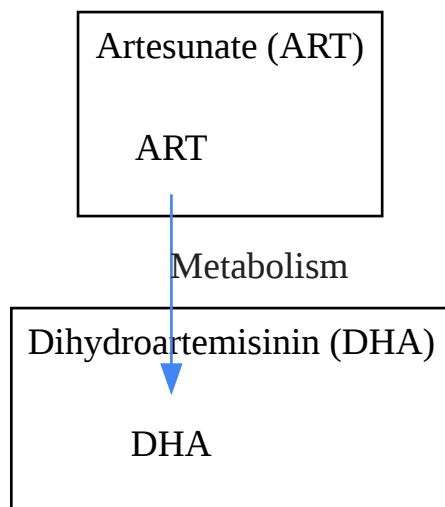 Artesunate (ART)
ART
Metabolism
Dihydroartemisinin (DHA)
DHA